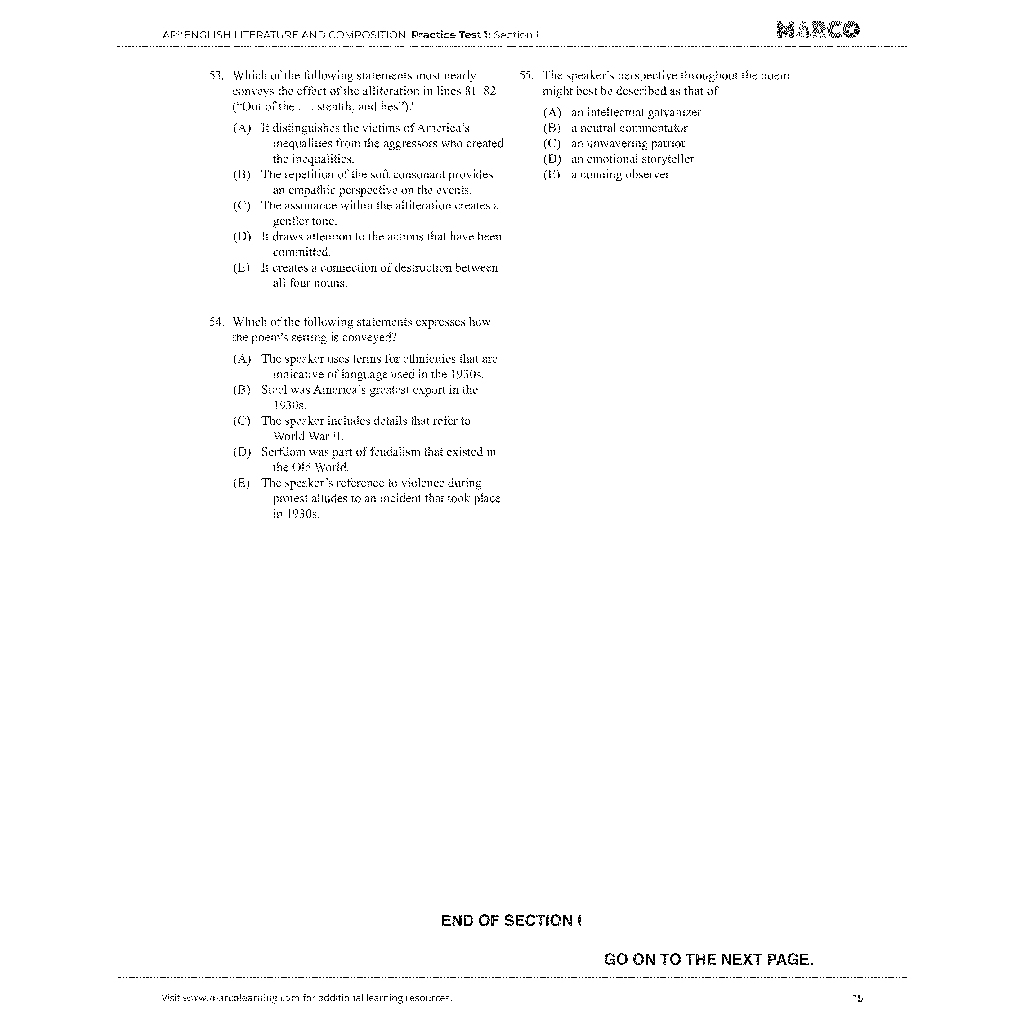 AP® ENGLISH LITERATURE AND COMPOSITION Practice Test 1: Section I
MARCO
53. Which of the following statements most nearly
conveys the effect of the alliteration in lines 81–82
("Out of the . . . stealth, and lies")?
(A) It distinguishes the victims of America's
inequalities from the aggressors who created
the inequalities.
(B) The repetition of the soft consonant provides
an empathic perspective on the events.
(C) The assonance within the alliteration creates a
gentler tone.
(D) It draws attention to the actions that have been
committed.
(E) It creates a connection of destruction between
all four nouns.
54. Which of the following statements expresses how
the poem's setting is conveyed?
(A) The speaker uses terms for ethnicities that are
indicative of language used in the 1930s.
(B) Steel was America's greatest export in the
1930s.
(C) The speaker includes details that refer to
World War II.
(D) Serfdom was part of feudalism that existed in
the Old World.
(E) The speaker's reference to violence during
protest alludes to an incident that took place
in 1930s.
55. The speaker's perspective throughout the poem
might best be described as that of
(A) an intellectual galvanizer
(B) a neutral commentator
(C) an unwavering patriot
(D) an emotional storyteller
(E) a cunning observer
END OF SECTION I
GO ON TO THE NEXT PAGE.
Visit www.marcolearning.com for additional learning resources.